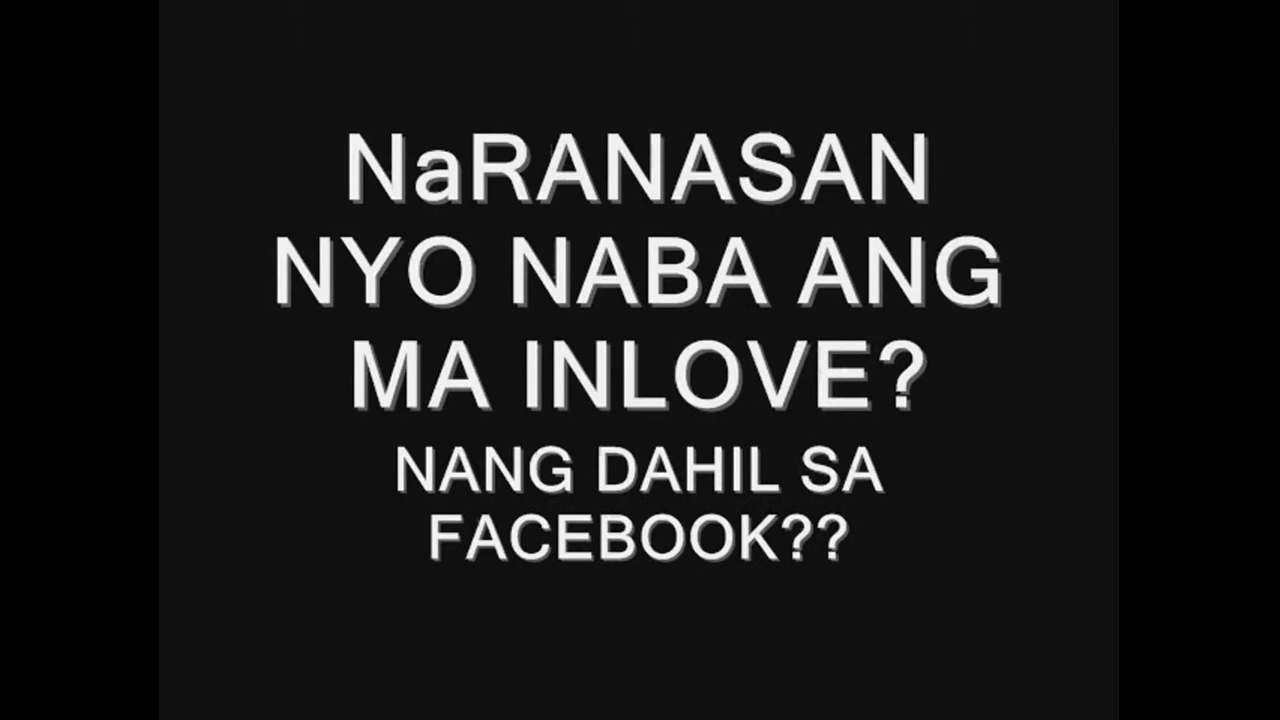 NaRANASAN
NYO NABA ANG
MA INLOVE?
NANG DAHIL SA
FACEBOOK??